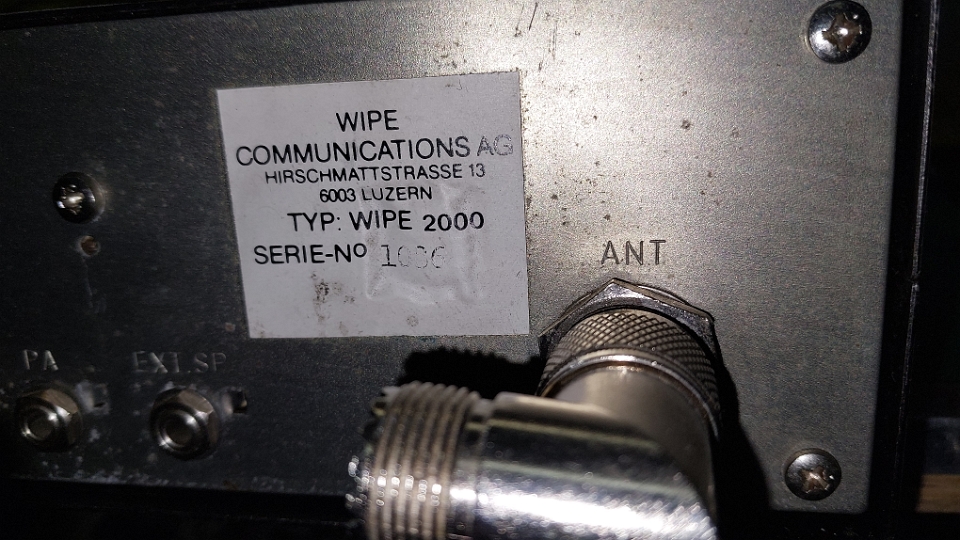 WIPE
COMMUNICATIONS AG
HIRSCHMATTSTRASSE 13
6003 LUZERN
TYP: WIPE 2000
SERIE-Nº
ANT
PA
EXT.SP